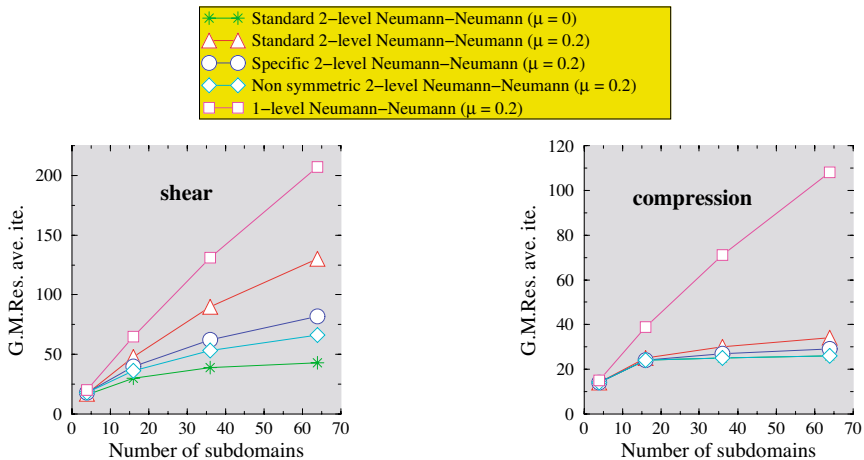 Standard 2−level Neumann−Neumann (μ = 0)
Standard 2−level Neumann−Neumann (μ = 0.2)
Specific 2−level Neumann−Neumann (μ = 0.2)
Non symmetric 2−level Neumann−Neumann (μ = 0.2)
1−level Neumann−Neumann (μ = 0.2)
shear
G.M.Res. ave. ite.
200
150
100
50
0
0 10 20 30 40 50 60 70
Number of subdomains
compression
G.M.Res. ave. ite.
120
100
80
60
40
20
0
0 10 20 30 40 50 60 70
Number of subdomains